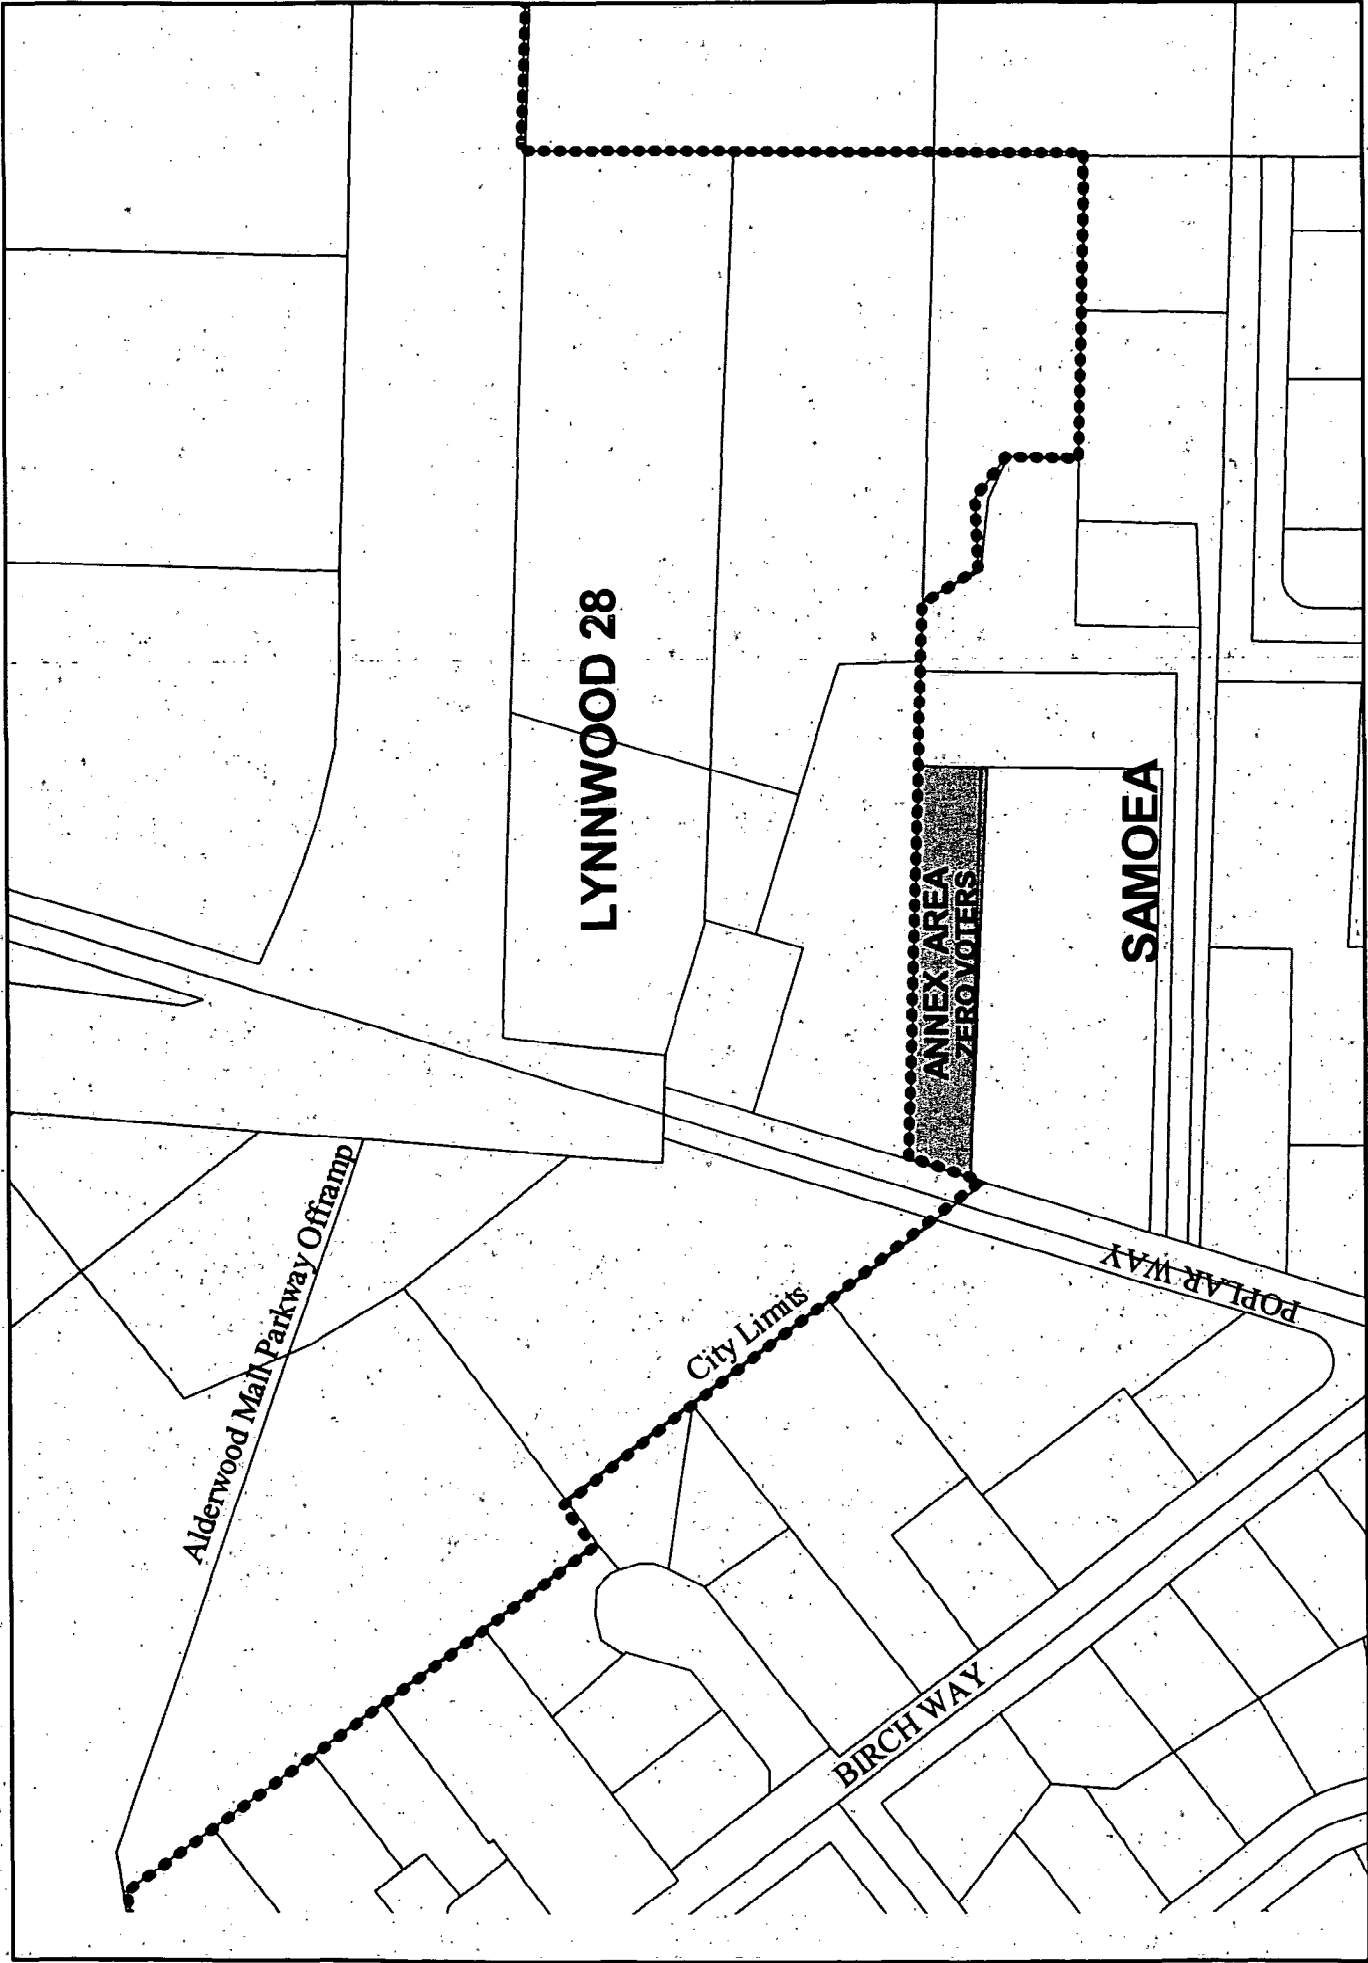 LYNNWOOD 28
ANNEX AREA
ZERO VOTERS
SAMOEA
Alderwood Mall Parkway Offramp
City Limits
POPLAR WAY
BIRCH WAY